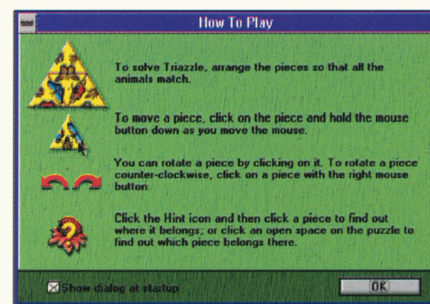 How To Play
To solve Triazzle, arrange the pieces so that all the
animals match.
To move a piece, click on the piece and hold the mouse
button down as you move the mouse.
You can rotate a piece by clicking on it. To rotate a piece
counter-clockwise, click on a piece with the right mouse
button.
Click the Hint icon and then click a piece to find out
where it belongs; or click an open space on the puzzle to
find out which piece belongs there.
Show dialog at startup
OK